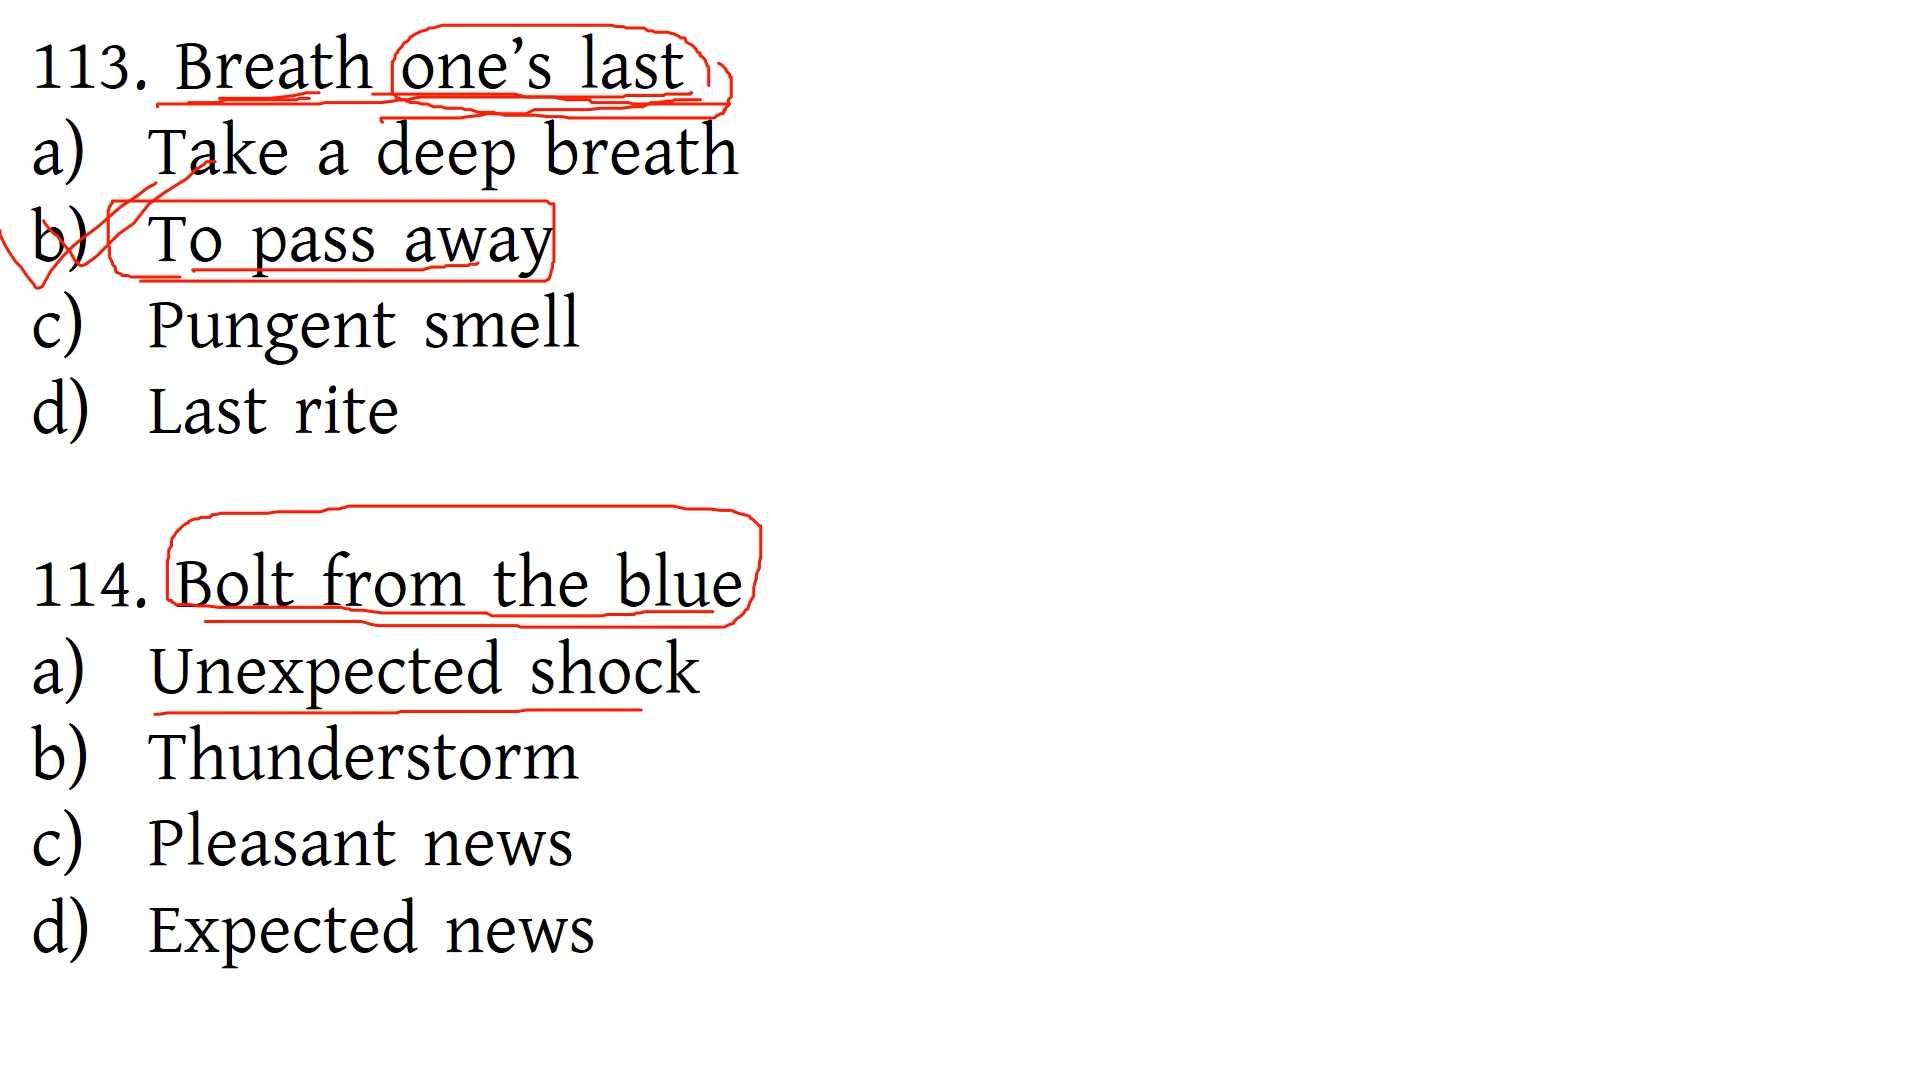 113. Breath one’s last
a) Take a deep breath
b) To pass away
c) Pungent smell
d) Last rite
114. Bolt from the blue
a) Unexpected shock
b) Thunderstorm
c) Pleasant news
d) Expected news